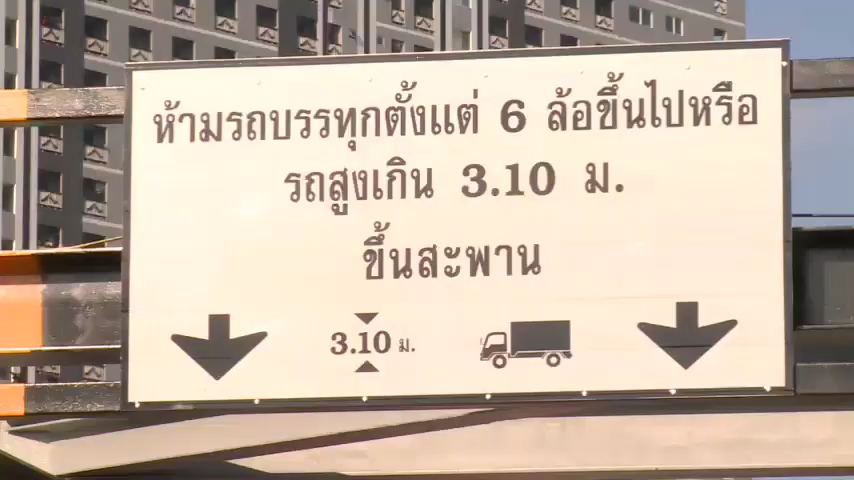 ห้ามรถบรรทุกตั้งแต่ 6 ล้อขึ้นไปหรือ
รถสูงเกิน 3.10 ม.
ขึ้นสะพาน
3.10 ม.